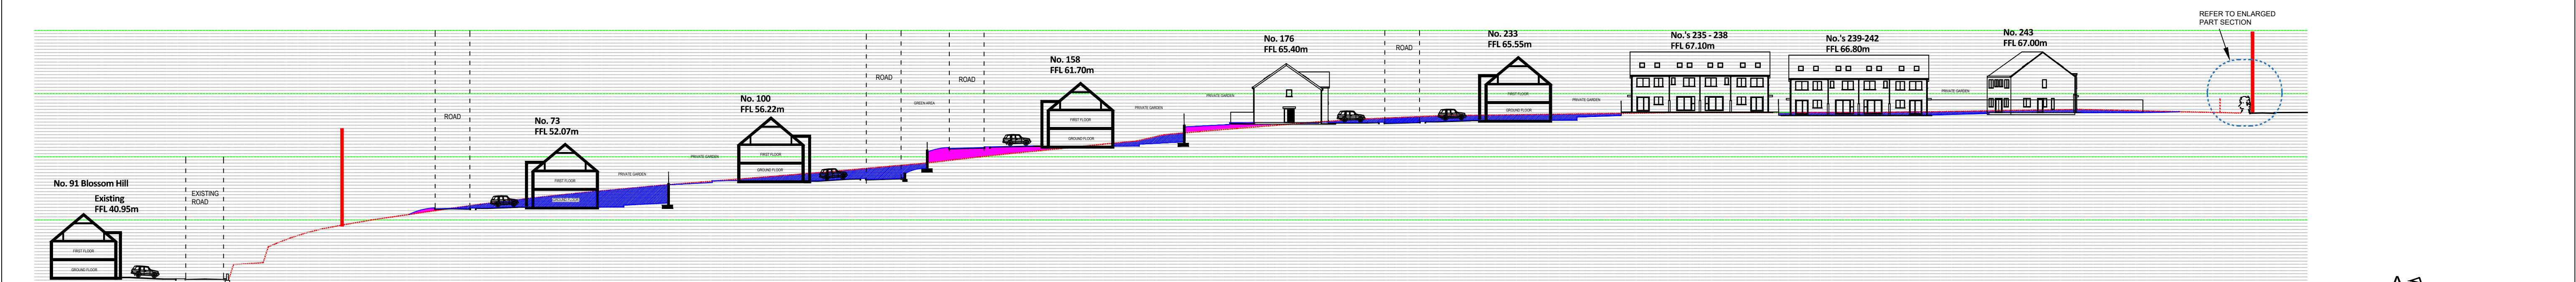 REFER TO ENLARGED
PART SECTION
No. 91 Blossom Hill
Existing
FFL 40.95m
FIRST FLOOR
GROUND FLOOR
EXISTING
ROAD
ROAD
No. 73
FFL 52.07m
FIRST FLOOR
GROUND FLOOR
PRIVATE GARDEN
PRIVATE GARDEN
No. 100
FFL 56.22m
FIRST FLOOR
GROUND FLOOR
ROAD
GREEN AREA
ROAD
No. 158
FFL 61.70m
FIRST FLOOR
GROUND FLOOR
PRIVATE GARDEN
PRIVATE GARDEN
No. 176
FFL 65.40m
ROAD
No. 233
FFL 65.55m
FIRST FLOOR
GROUND FLOOR
PRIVATE GARDEN
No.'s 235 - 238
FFL 67.10m
No.'s 239-242
FFL 66.80m
PRIVATE GARDEN
No. 243
FFL 67.00m